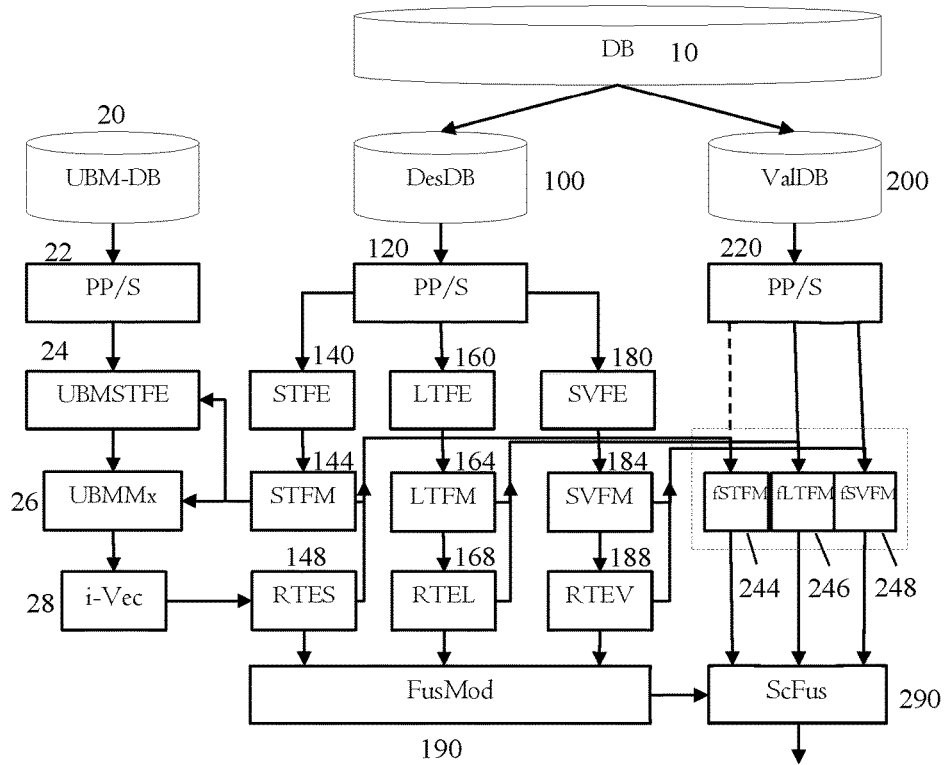 DB 10
20
UBM-DB
DesDB
100
ValDB
200
22
120
220
PP/S
PP/S
PP/S
24
140
160
180
UBMSTFE
STFE
LTFE
SVFE
144
164
184
26
UBMMx
STFM
LTFM
SVFM
fSTFM
fLTFM
fSVFM
148
168
188
244
246
248
28
i-Vec
RTES
RTEL
RTEV
FusMod
ScFus
290
190